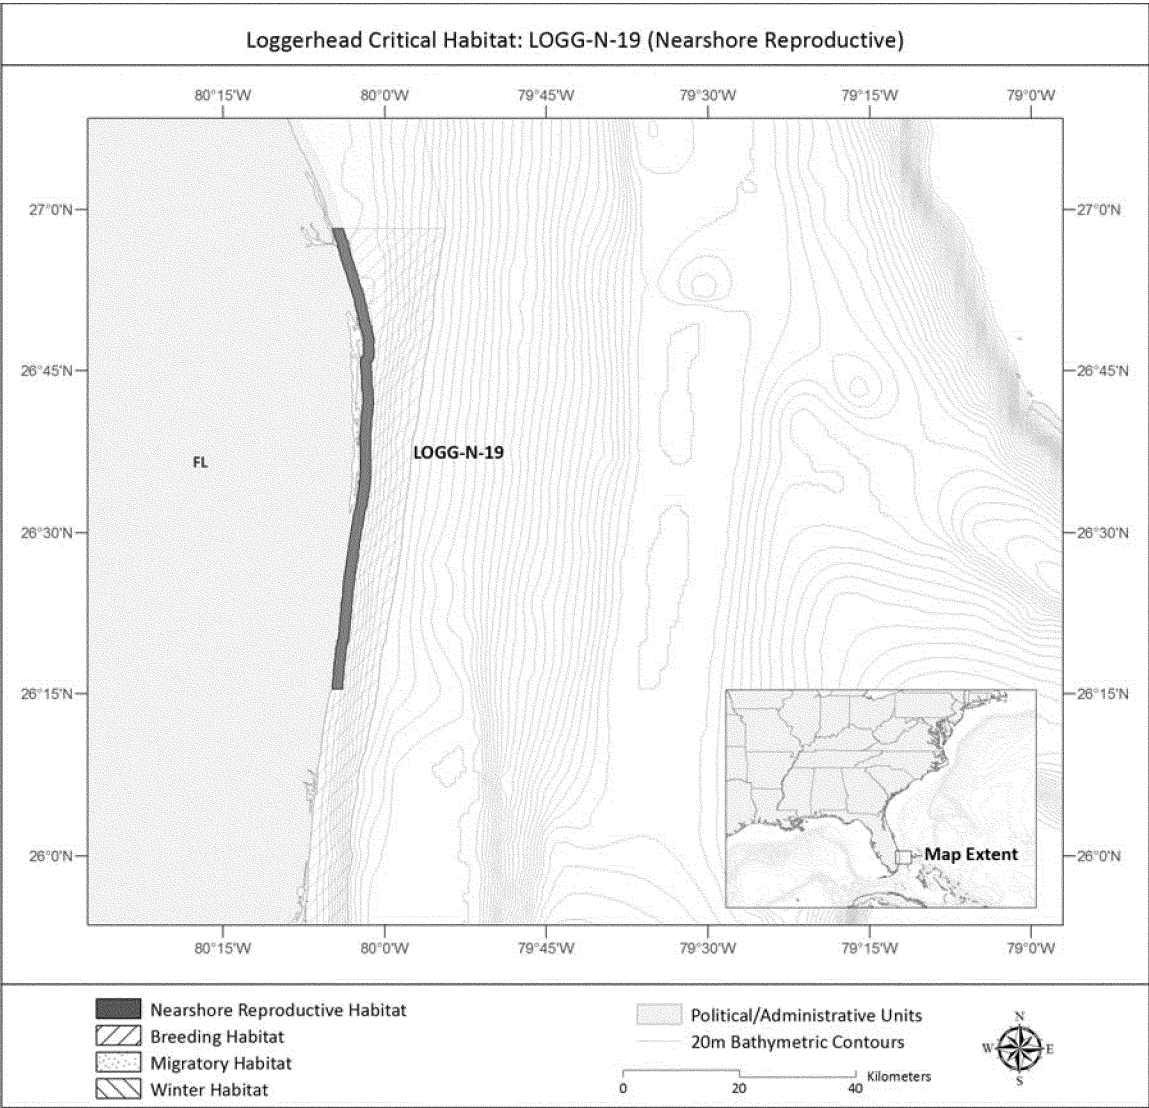 Loggerhead Critical Habitat: LOGG-N-19 (Nearshore Reproductive)
80°15'W 80°0'W 79°45'W 79°30'W 79°15'W 79°0'W
27°0'N 27°0'N
26°45'N 26°45'N
LOGG-N-19
FL
26°30'N 26°30'N
26°15'N 26°15'N
Map Extent
26°0'N 26°0'N
80°15'W 80°0'W 79°45'W 79°30'W 79°15'W 79°0'W
Nearshore Reproductive Habitat
Breeding Habitat
Migratory Habitat
Winter Habitat
Political/Administrative Units
20m Bathymetric Contours
Kilometers
0 20 40
N
W E
S